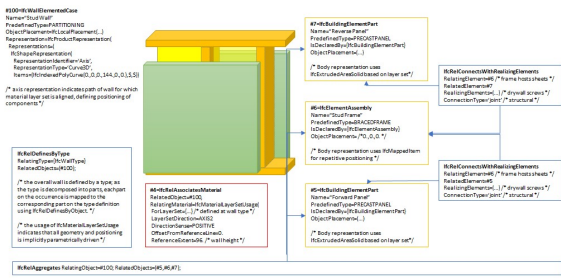 #100=IfcWallElementedCase
Name="Stud Wall"
PredefinedType=PARTITIONING
ObjectPlacement=IfcLocalPlacement(...)
Representation=IfcProductRepresentation(
Representations=(
IfcShapeRepresentation(
RepresentationIdentifier='Axis',
RepresentationType='Curve3D',
Items=(IfcIndexedPolyCurve(0.,0.,0.,144.,0.,0.),$,$))
/* axis representation indicates path of wall for which
material layer set is aligned, defining positioning of
components */
#7=IfcBuildingElementPart
Name="Reverse Panel"
PredefinedType=PRECASTPANEL
IsDeclaredBy=(IfcBuildingElementPart)
ObjectPlacement=
/* Body representation uses
IfcExtrudedAreaSolid based on layer set*/
IfcRelConnectsWithRealizingElements
RelatingElement=#6 /* frame hosts sheets */
RelatedElements=#7
RealizingElements=(...) /* drywall screws */
ConnectionType='joint' /* structural */
#6=IfcElementAssembly
Name="Stud Frame"
PredefinedType=BRACEDFRAME
IsDeclaredBy=(IfcElementAssembly)
ObjectPlacement= /*0.,0.,0. */
/* Body representation uses IfcMappedItem
for repetitive positioning */
IfcRelDefinesByType
RelatingType=(IfcWallType)
RelatedObjects=(#100);
/* the overall wall is defined by a type; as
the type is decomposed into parts, each part
on the occurrence is mapped to the
corresponding part on the type definition
using IfcRelDefinesByObject. */
/* the usage of IfcMaterialLayerSetUsage
indicates that all geometry and positioning
is implicitly parametrically driven */
#4=IfcRelAssociatesMaterial
RelatedObject=#100;
RelatingMaterial=IfcMaterialLayerSetUsage(
ForLayerSet=(...) /* defined at wall type */
LayerSetDirection=AXIS2
DirectionSense=POSITIVE
OffsetFromReferenceLine=0.
ReferenceExtent=96. /* wall height */
#5=IfcBuildingElementPart
Name="Forward Panel"
PredefinedType=PRECASTPANEL
IsDeclaredBy=(IfcBuildingElementPart)
ObjectPlacement=
/* Body representation uses
IfcExtrudedAreaSolid based on layer set*/
IfcRelConnectsWithRealizingElements
RelatingElement=#6 /* frame hosts sheets */
RelatedElements=#5
RealizingElements=(...) /* drywall screws */
ConnectionType='joint' /* structural */
IfcRelAggregates RelatingObject=#100; RelatedObjects=(#5,#6,#7);